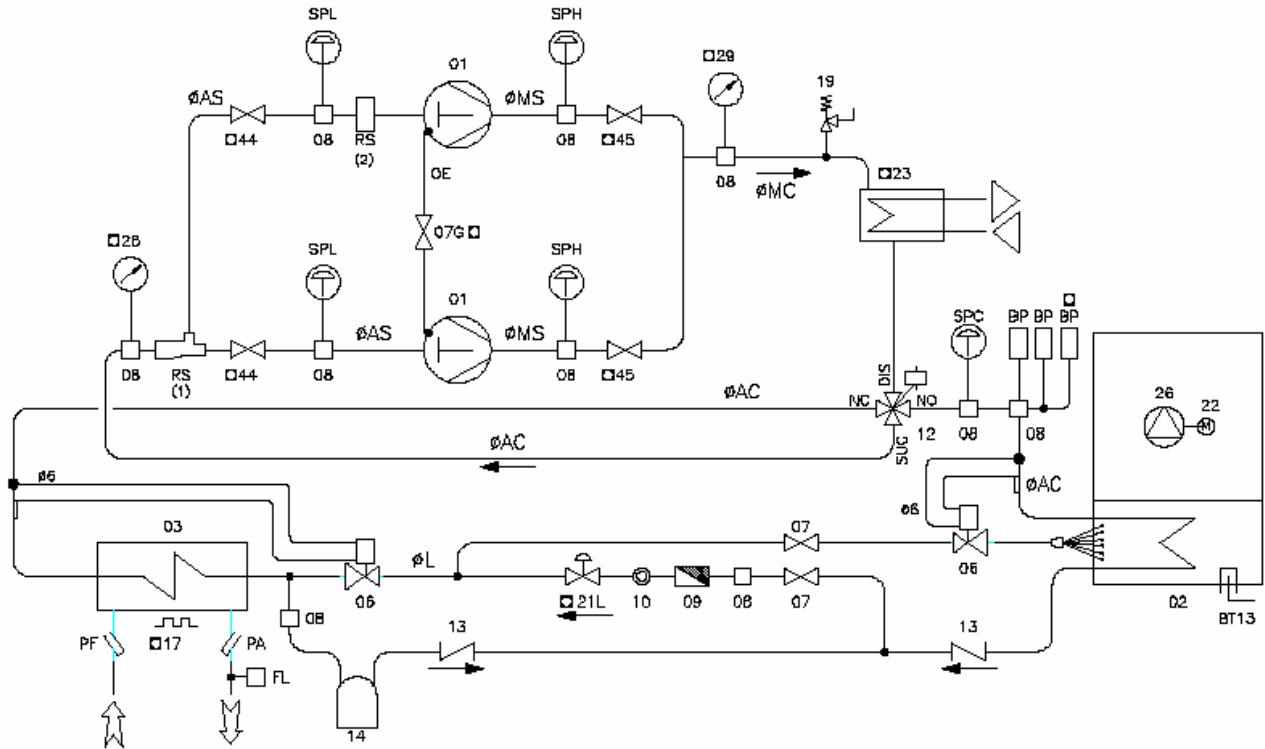 SPL SPH
01 ◘29 19
ØAS ØMS
◘44 08 RS 08 ◘45
(2)
OE 08 ØMC ◘23
07G ◘
◘28 SPL SPH
01
ØAS ØMS SPC BP BP ◘ BP
08 RS ◘44 08 08 ◘45 DIS
(1)
ØAC NC NO 26 22
M
12 08 08
ØAC SUC
ØAC
Ø6
03 Ø6
07
ØL
06 06
◘21L 10 09 08 07 02
08 BT13
PF ◘17 PA 13 13
FL
14